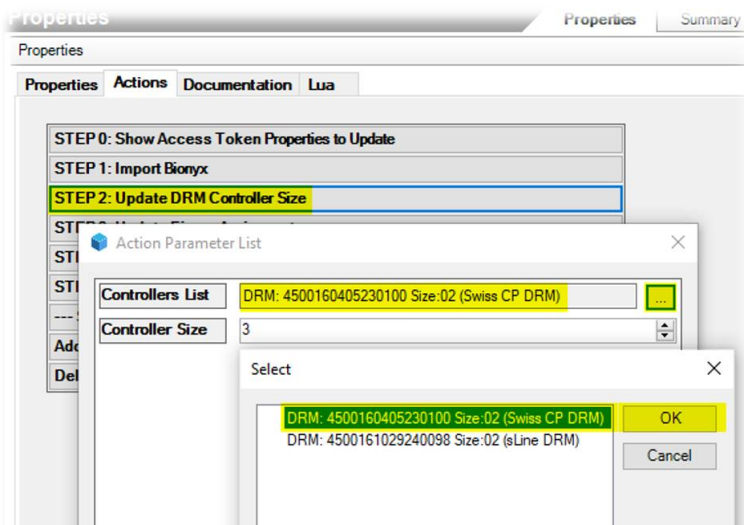 Properties
Properties Summary
Properties
Properties Actions Documentation Lua
STEP 0: Show Access Token Properties to Update
STEP 1: Import Bionyx
STEP 2: Update DRM Controller Size
Action Parameter List
Controllers List DRM: 4500160405230100 Size:02 (Swiss CP DRM) ...
Controller Size 3
Select
DRM: 4500160405230100 Size:02 (Swiss CP DRM) OK
DRM: 4500161029240098 Size:02 (sLine DRM)
Cancel